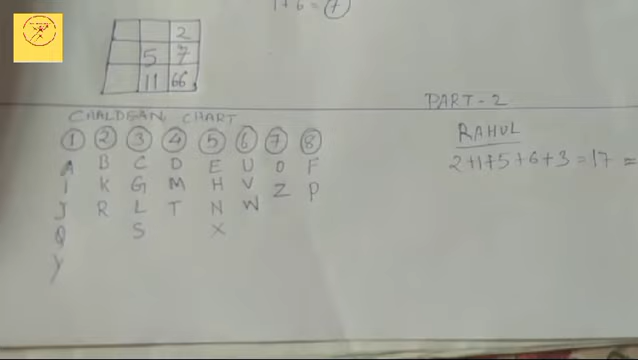 1+6=7
2
5 7
11 66
CHALDEAN CHART
1 2 3 4 5 6 7 8
A B C D E U O F
I K G M H V Z P
J R L T N W
Q S X
Y
PART-2
RAHUL
2+1+5+6+3=17=